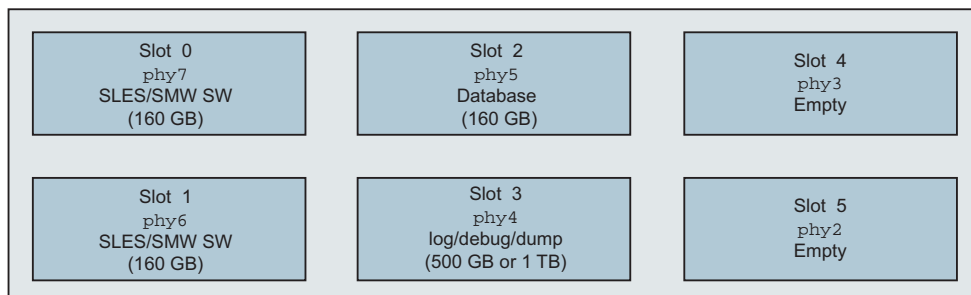 Slot 0
phy7
SLES/SMW SW
(160 GB)
Slot 2
phy5
Database
(160 GB)
Slot 4
phy3
Empty
Slot 1
phy6
SLES/SMW SW
(160 GB)
Slot 3
phy4
log/debug/dump
(500 GB or 1 TB)
Slot 5
phy2
Empty